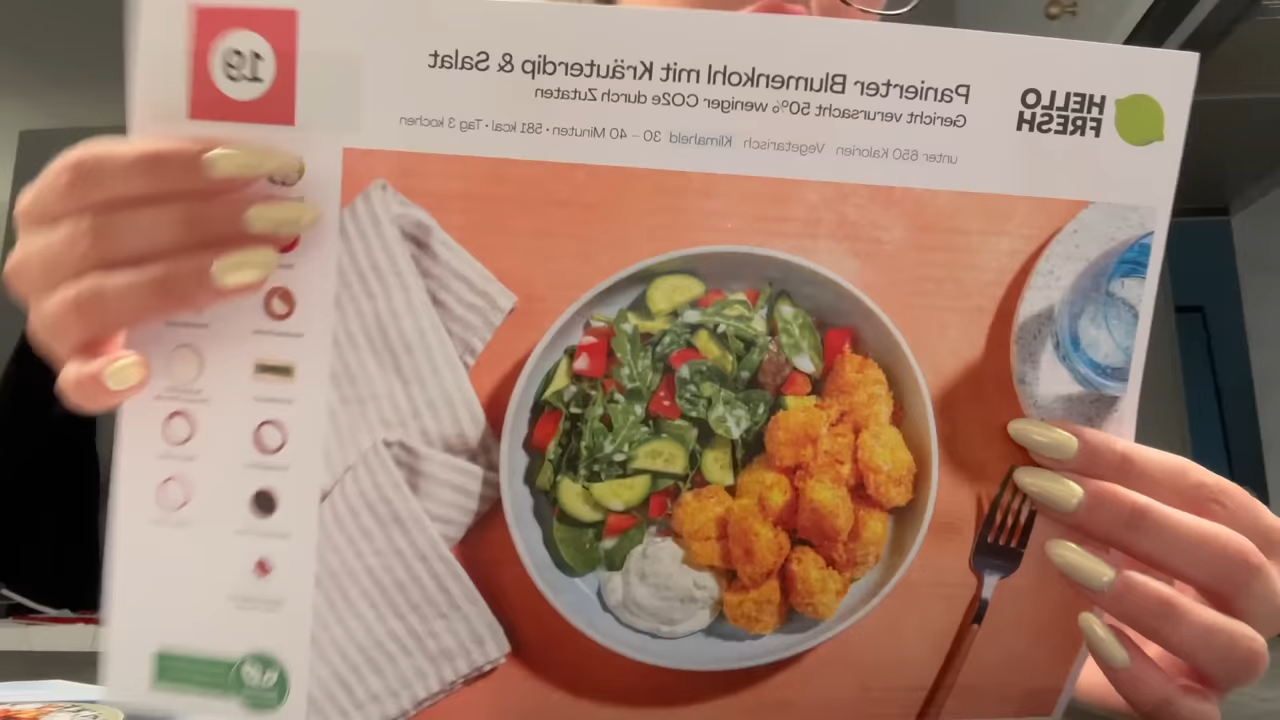 HELLO
FRESH
Panierter Blumenkohl mit Kräuterdip & Salat
Gericht verursacht 50% weniger CO2e durch Zutaten
unter 650 Kalorien Vegetarisch Klimaheld 30 – 40 Minuten · 581 kcal · Tag 3 kochen
19